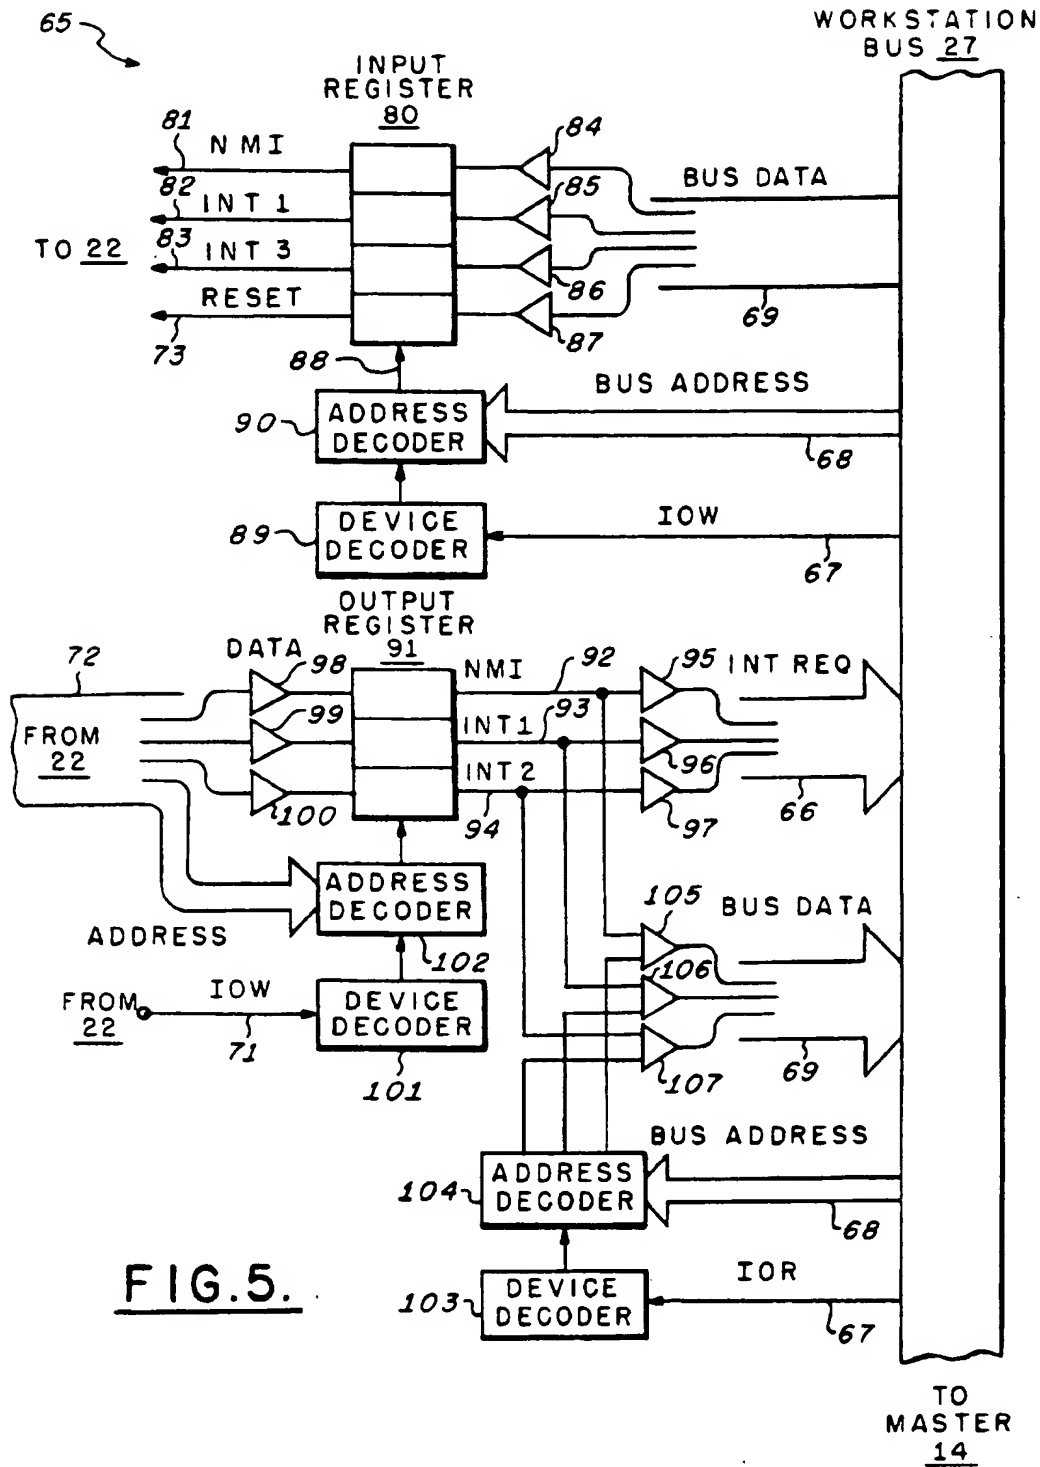 65
WORKSTATION
BUS 27
INPUT
REGISTER
80
81
NMI
84
82
INT 1
85
BUS DATA
TO 22
83
INT 3
86
RESET
73
87
69
88
BUS ADDRESS
90
ADDRESS
DECODER
68
89
DEVICE
DECODER
IOW
67
OUTPUT
REGISTER
91
72
DATA
98
NMI
92
95
INT REQ
FROM
22
99
INT 1
93
96
100
INT 2
94
97
66
ADDRESS
ADDRESS
DECODER
102
105
BUS DATA
106
FROM
22
IOW
71
DEVICE
DECODER
101
107
69
BUS ADDRESS
104
ADDRESS
DECODER
68
FIG.5.
103
DEVICE
DECODER
IOR
67
TO
MASTER
14